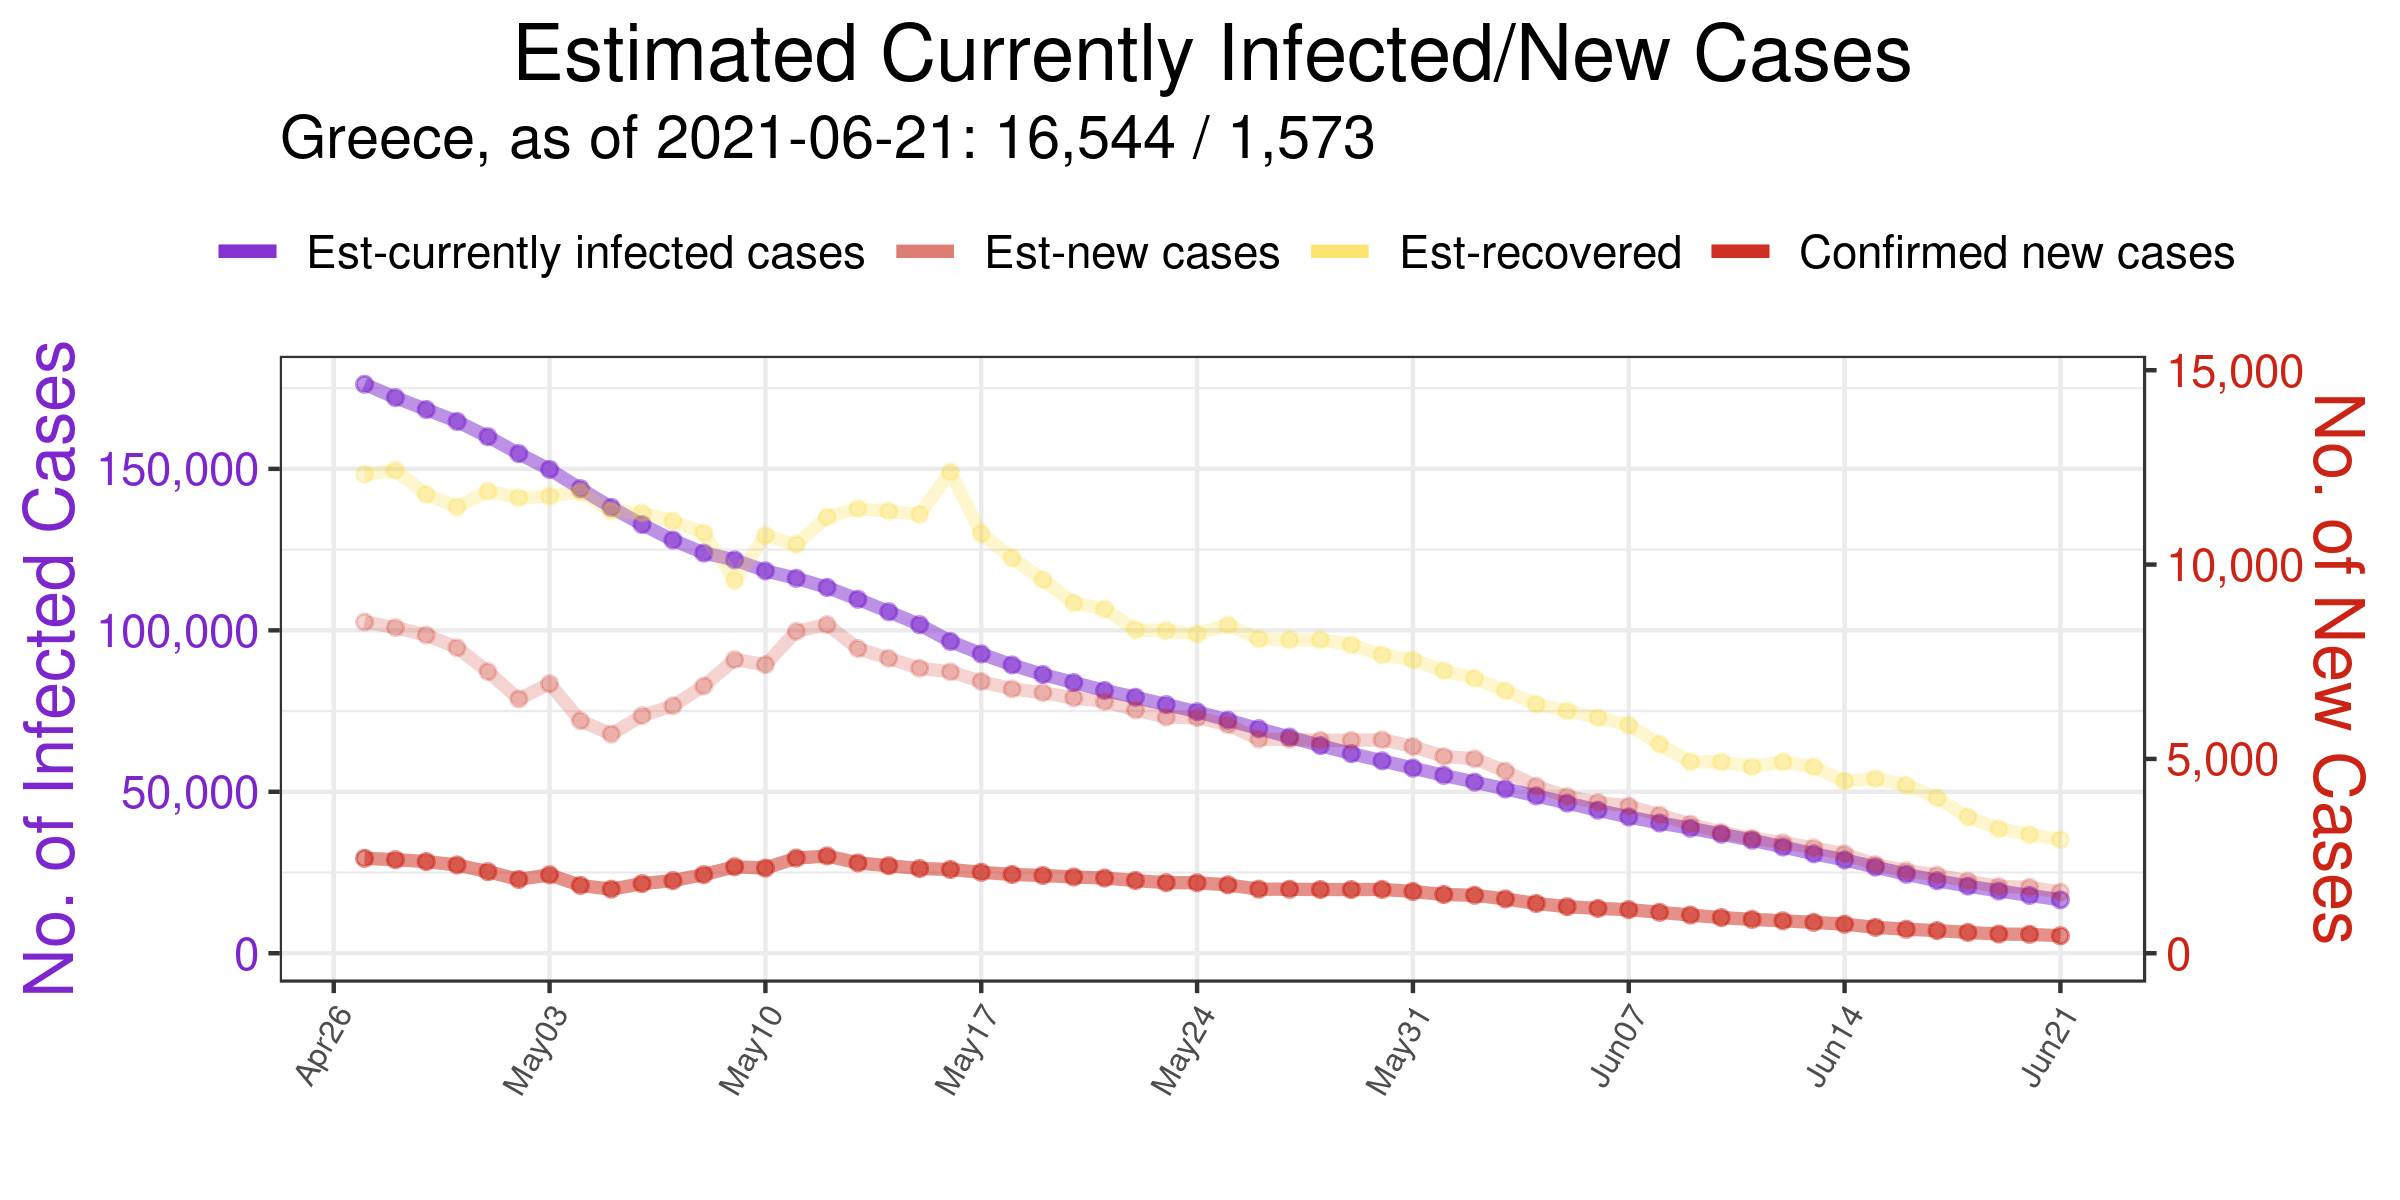 Estimated Currently Infected/New Cases
Greece, as of 2021-06-21: 16,544 / 1,573
Est-currently infected cases Est-new cases Est-recovered Confirmed new cases
No. of Infected Cases
150,000
100,000
50,000
0
15,000
10,000
5,000
0
No. of New Cases
Apr26 May03 May10 May17 May24 May31 Jun07 Jun14 Jun21